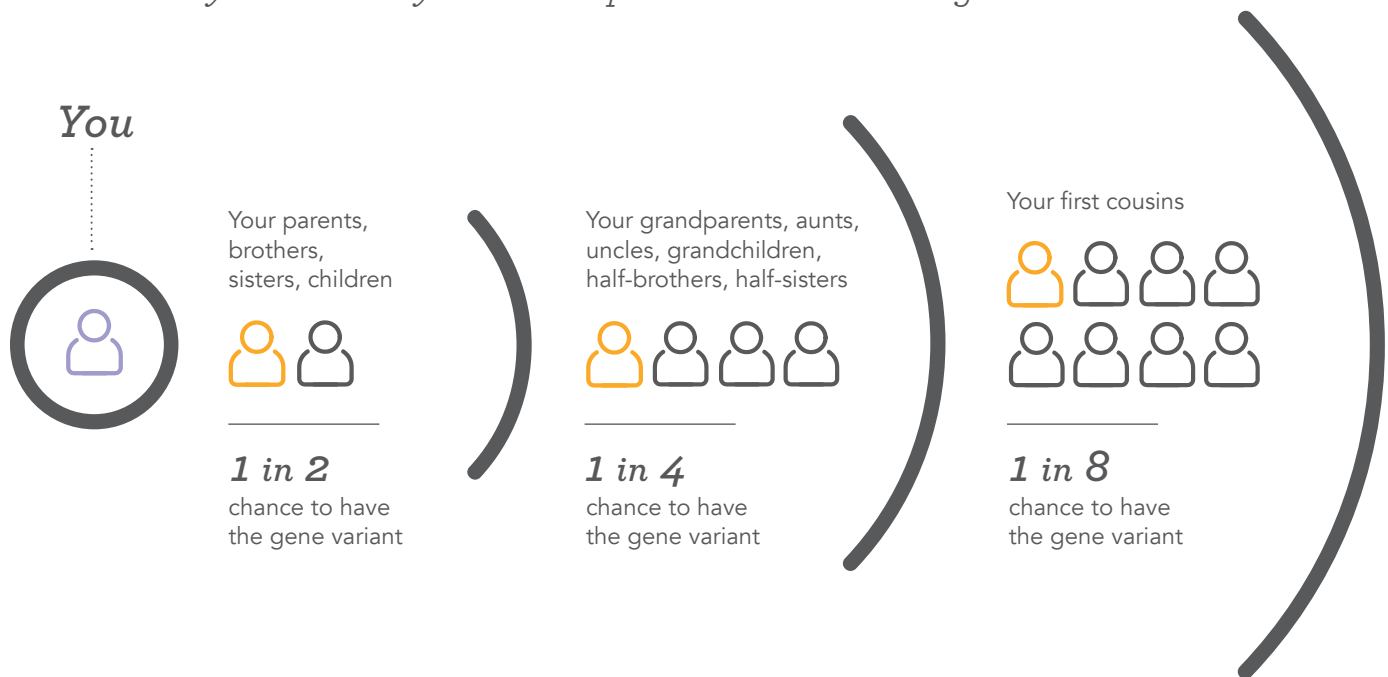 You
Your parents,
brothers,
sisters, children
1 in 2
chance to have
the gene variant
Your grandparents, aunts,
uncles, grandchildren,
half-brothers, half-sisters
1 in 4
chance to have
the gene variant
Your first cousins
1 in 8
chance to have
the gene variant